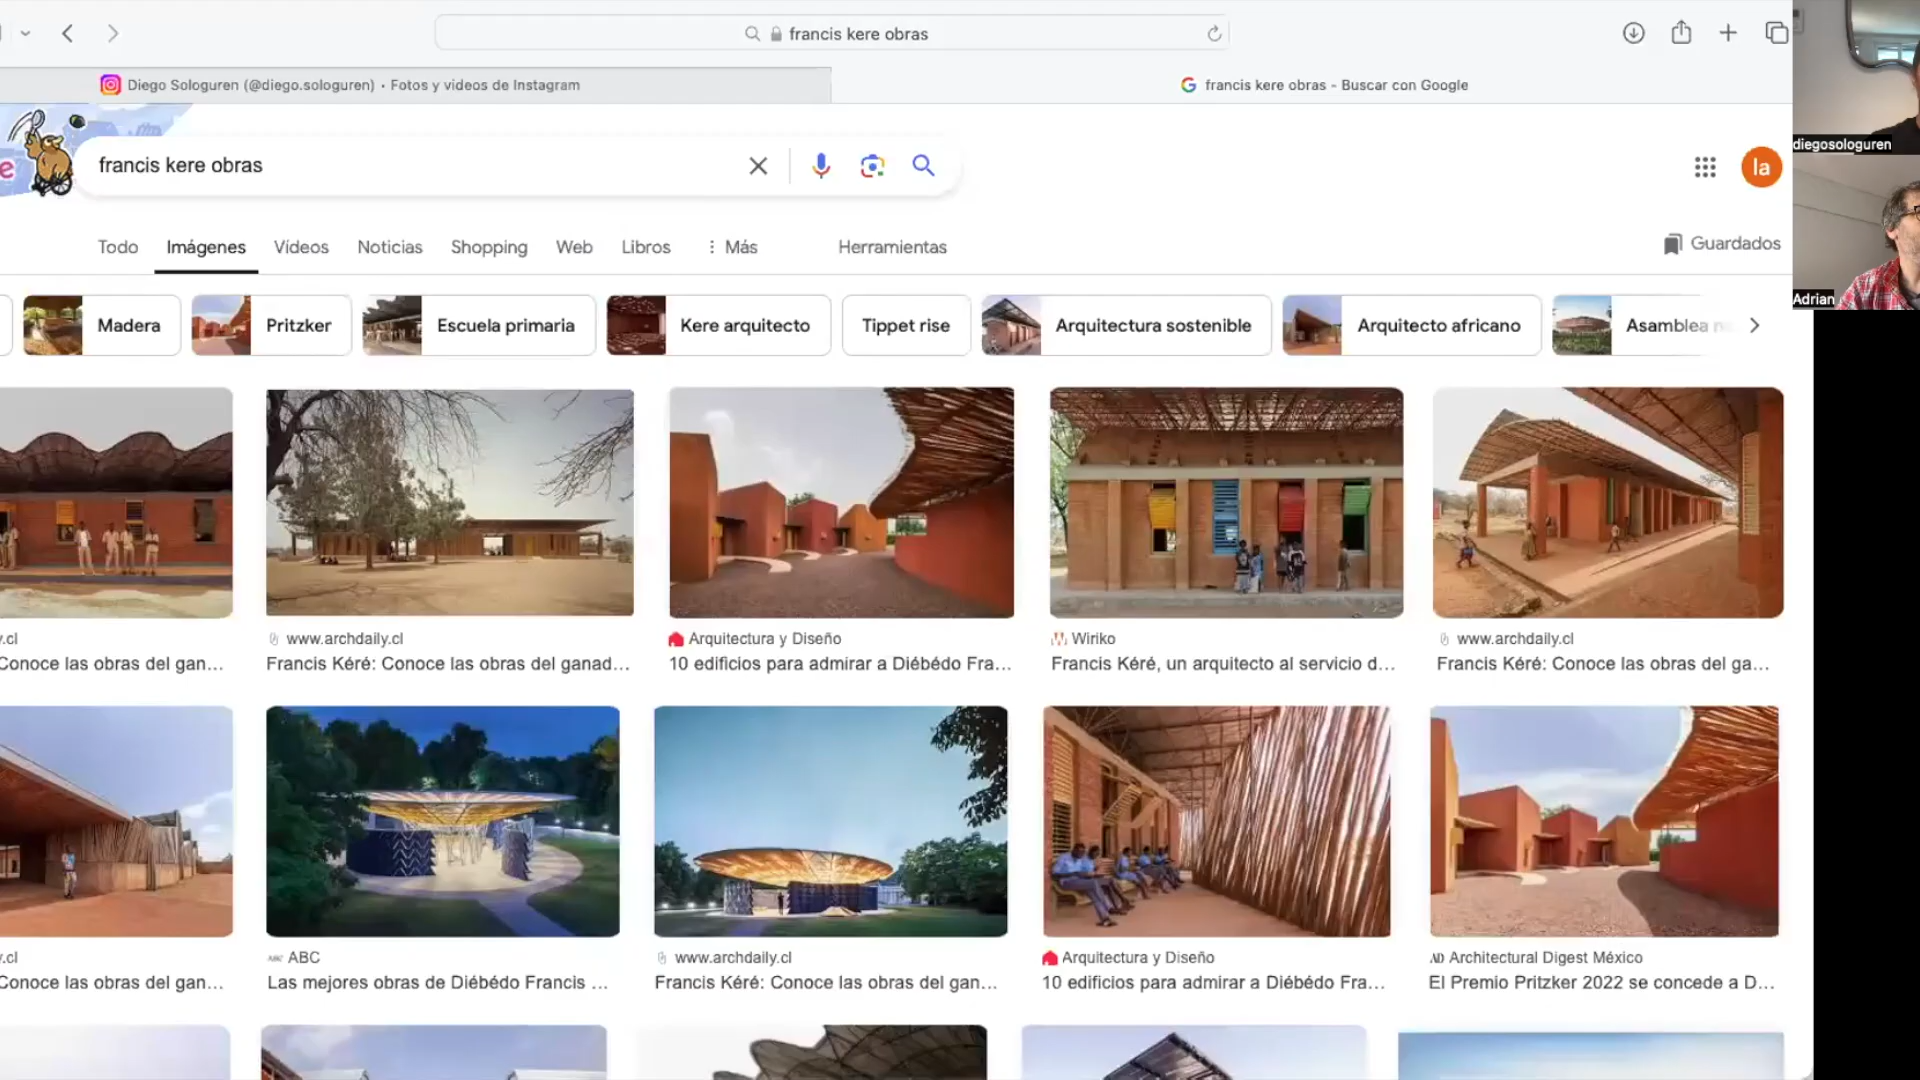 francis kere obras
Diego Sologuren (@diego.sologuren) • Fotos y videos de Instagram
francis kere obras - Buscar con Google
diegosologuren
francis kere obras
la
Todo
Imágenes
Vídeos
Noticias
Shopping
Web
Libros
Más
Herramientas
Guardados
Adrian
Madera
Pritzker
Escuela primaria
Kere arquitecto
Tippet rise
Arquitectura sostenible
Arquitecto africano
Asamblea
.cl
Conoce las obras del gan...
www.archdaily.cl
Francis Kéré: Conoce las obras del ganad...
Arquitectura y Diseño
10 edificios para admirar a Diébédo Fra...
Wiriko
Francis Kéré, un arquitecto al servicio d...
www.archdaily.cl
Francis Kéré: Conoce las obras del ga...
.cl
Conoce las obras del gan...
ABC
Las mejores obras de Diébédo Francis ...
www.archdaily.cl
Francis Kéré: Conoce las obras del gan...
Arquitectura y Diseño
10 edificios para admirar a Diébédo Fra...
AD Architectural Digest México
El Premio Pritzker 2022 se concede a D...